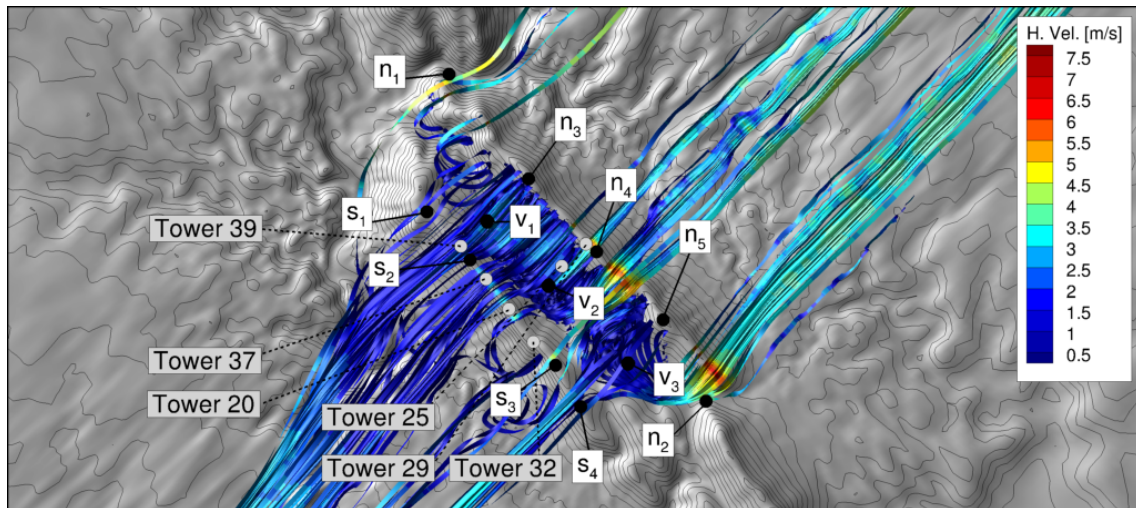 H. Vel. [m/s]
7.5
7
6.5
6
5.5
5
4.5
4
3.5
3
2.5
2
1.5
1
0.5
n₁
n₃
n₄
s₁
v₁
n₅
Tower 39
s₂
v₂
Tower 37
v₃
s₃
Tower 20
Tower 25
n₂
Tower 29
Tower 32
s₄